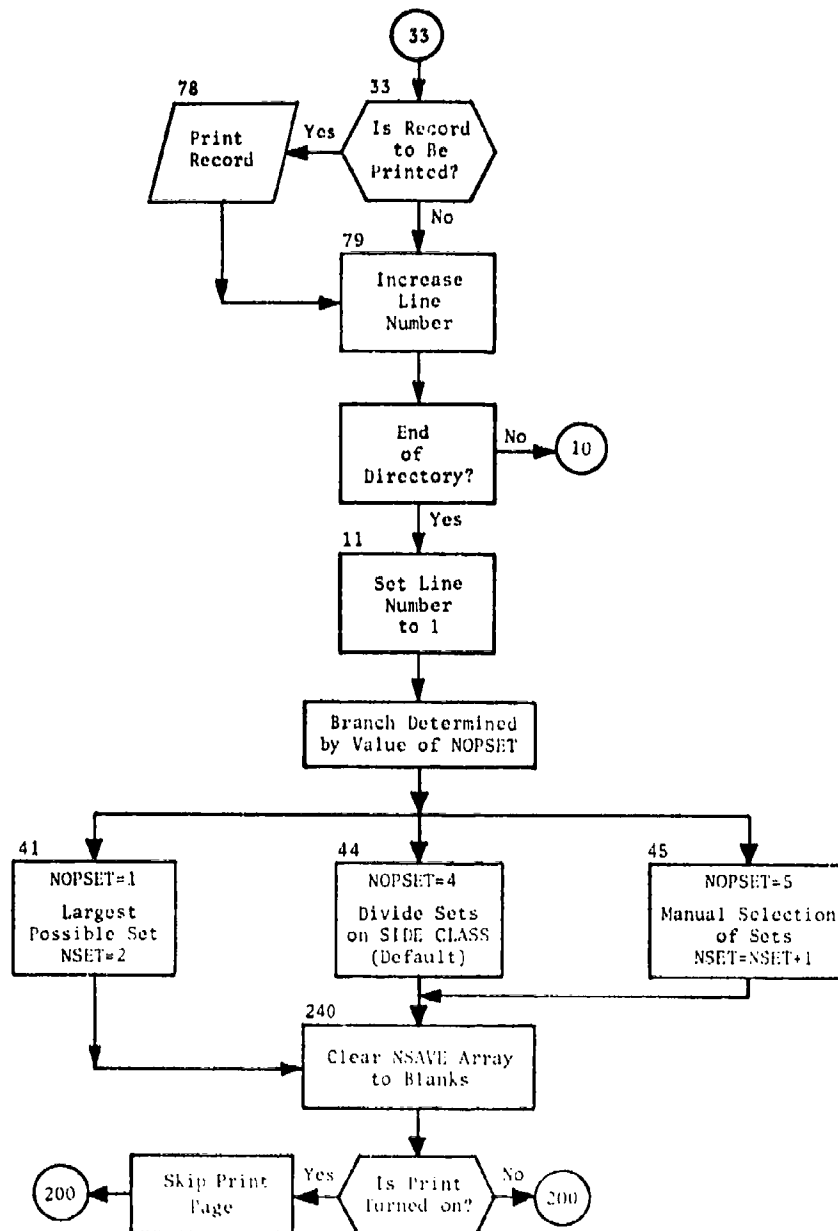 33
78
33
Print
Record
Yes
Is Record
to Be
Printed?
No
79
Increase
Line
Number
End
of
Directory?
No
10
Yes
11
Set Line
Number
to 1
Branch Determined
by Value of NOPSET
41
NOPSET=1
Largest
Possible Set
NSET=2
44
NOPSET=4
Divide Sets
on SIDE CLASS
(Default)
45
NOPSET=5
Manual Selection
of Sets
NSET=NSET+1
240
Clear NSAVE Array
to Blanks
200
Skip Print
Page
Yes
Is Print
Turned on?
No
200